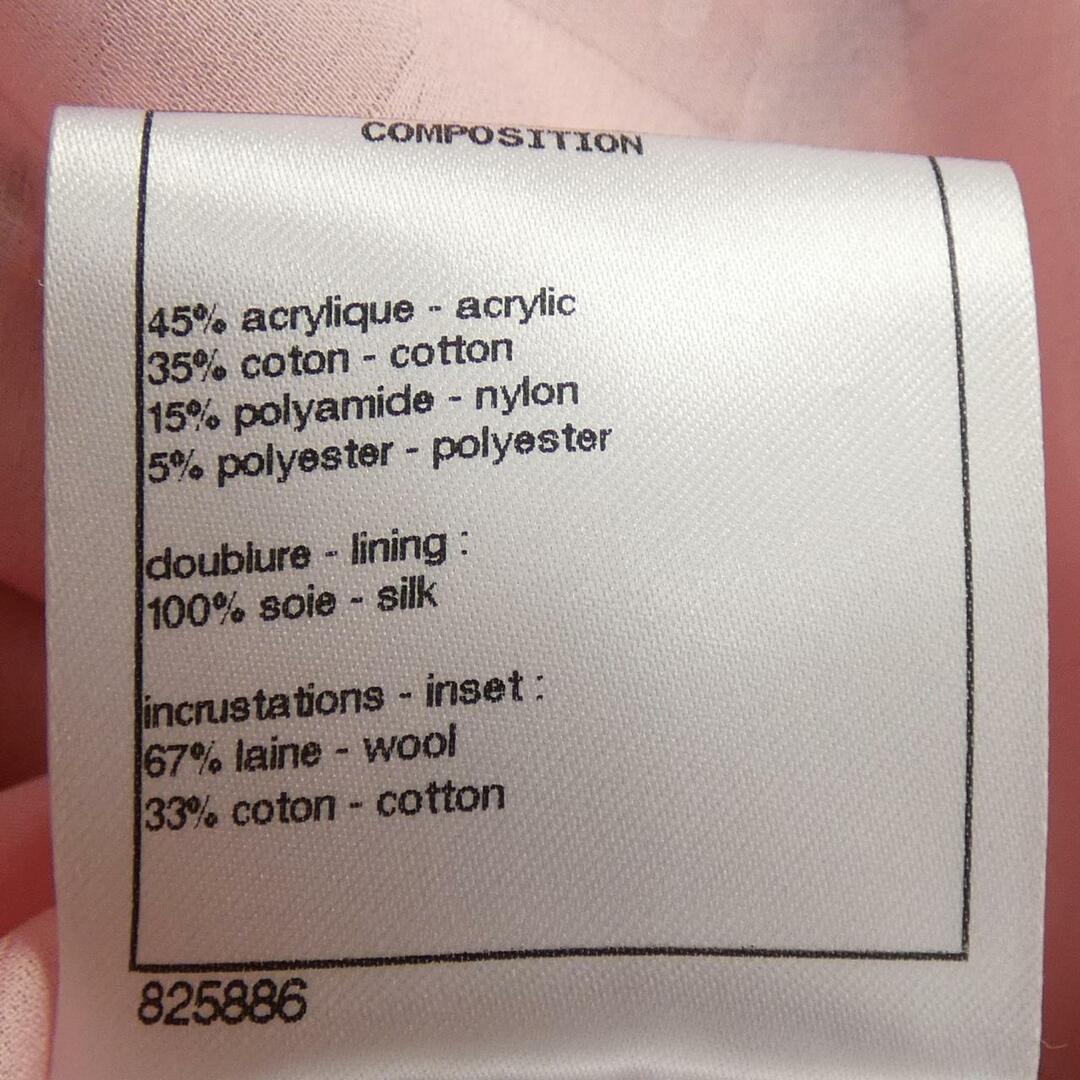 COMPOSITION
45% acrylique - acrylic
35% coton - cotton
15% polyamide - nylon
5% polyester - polyester
doublure - lining :
100% soie - silk
incrustations - inset :
67% laine - wool
33% coton - cotton
825886